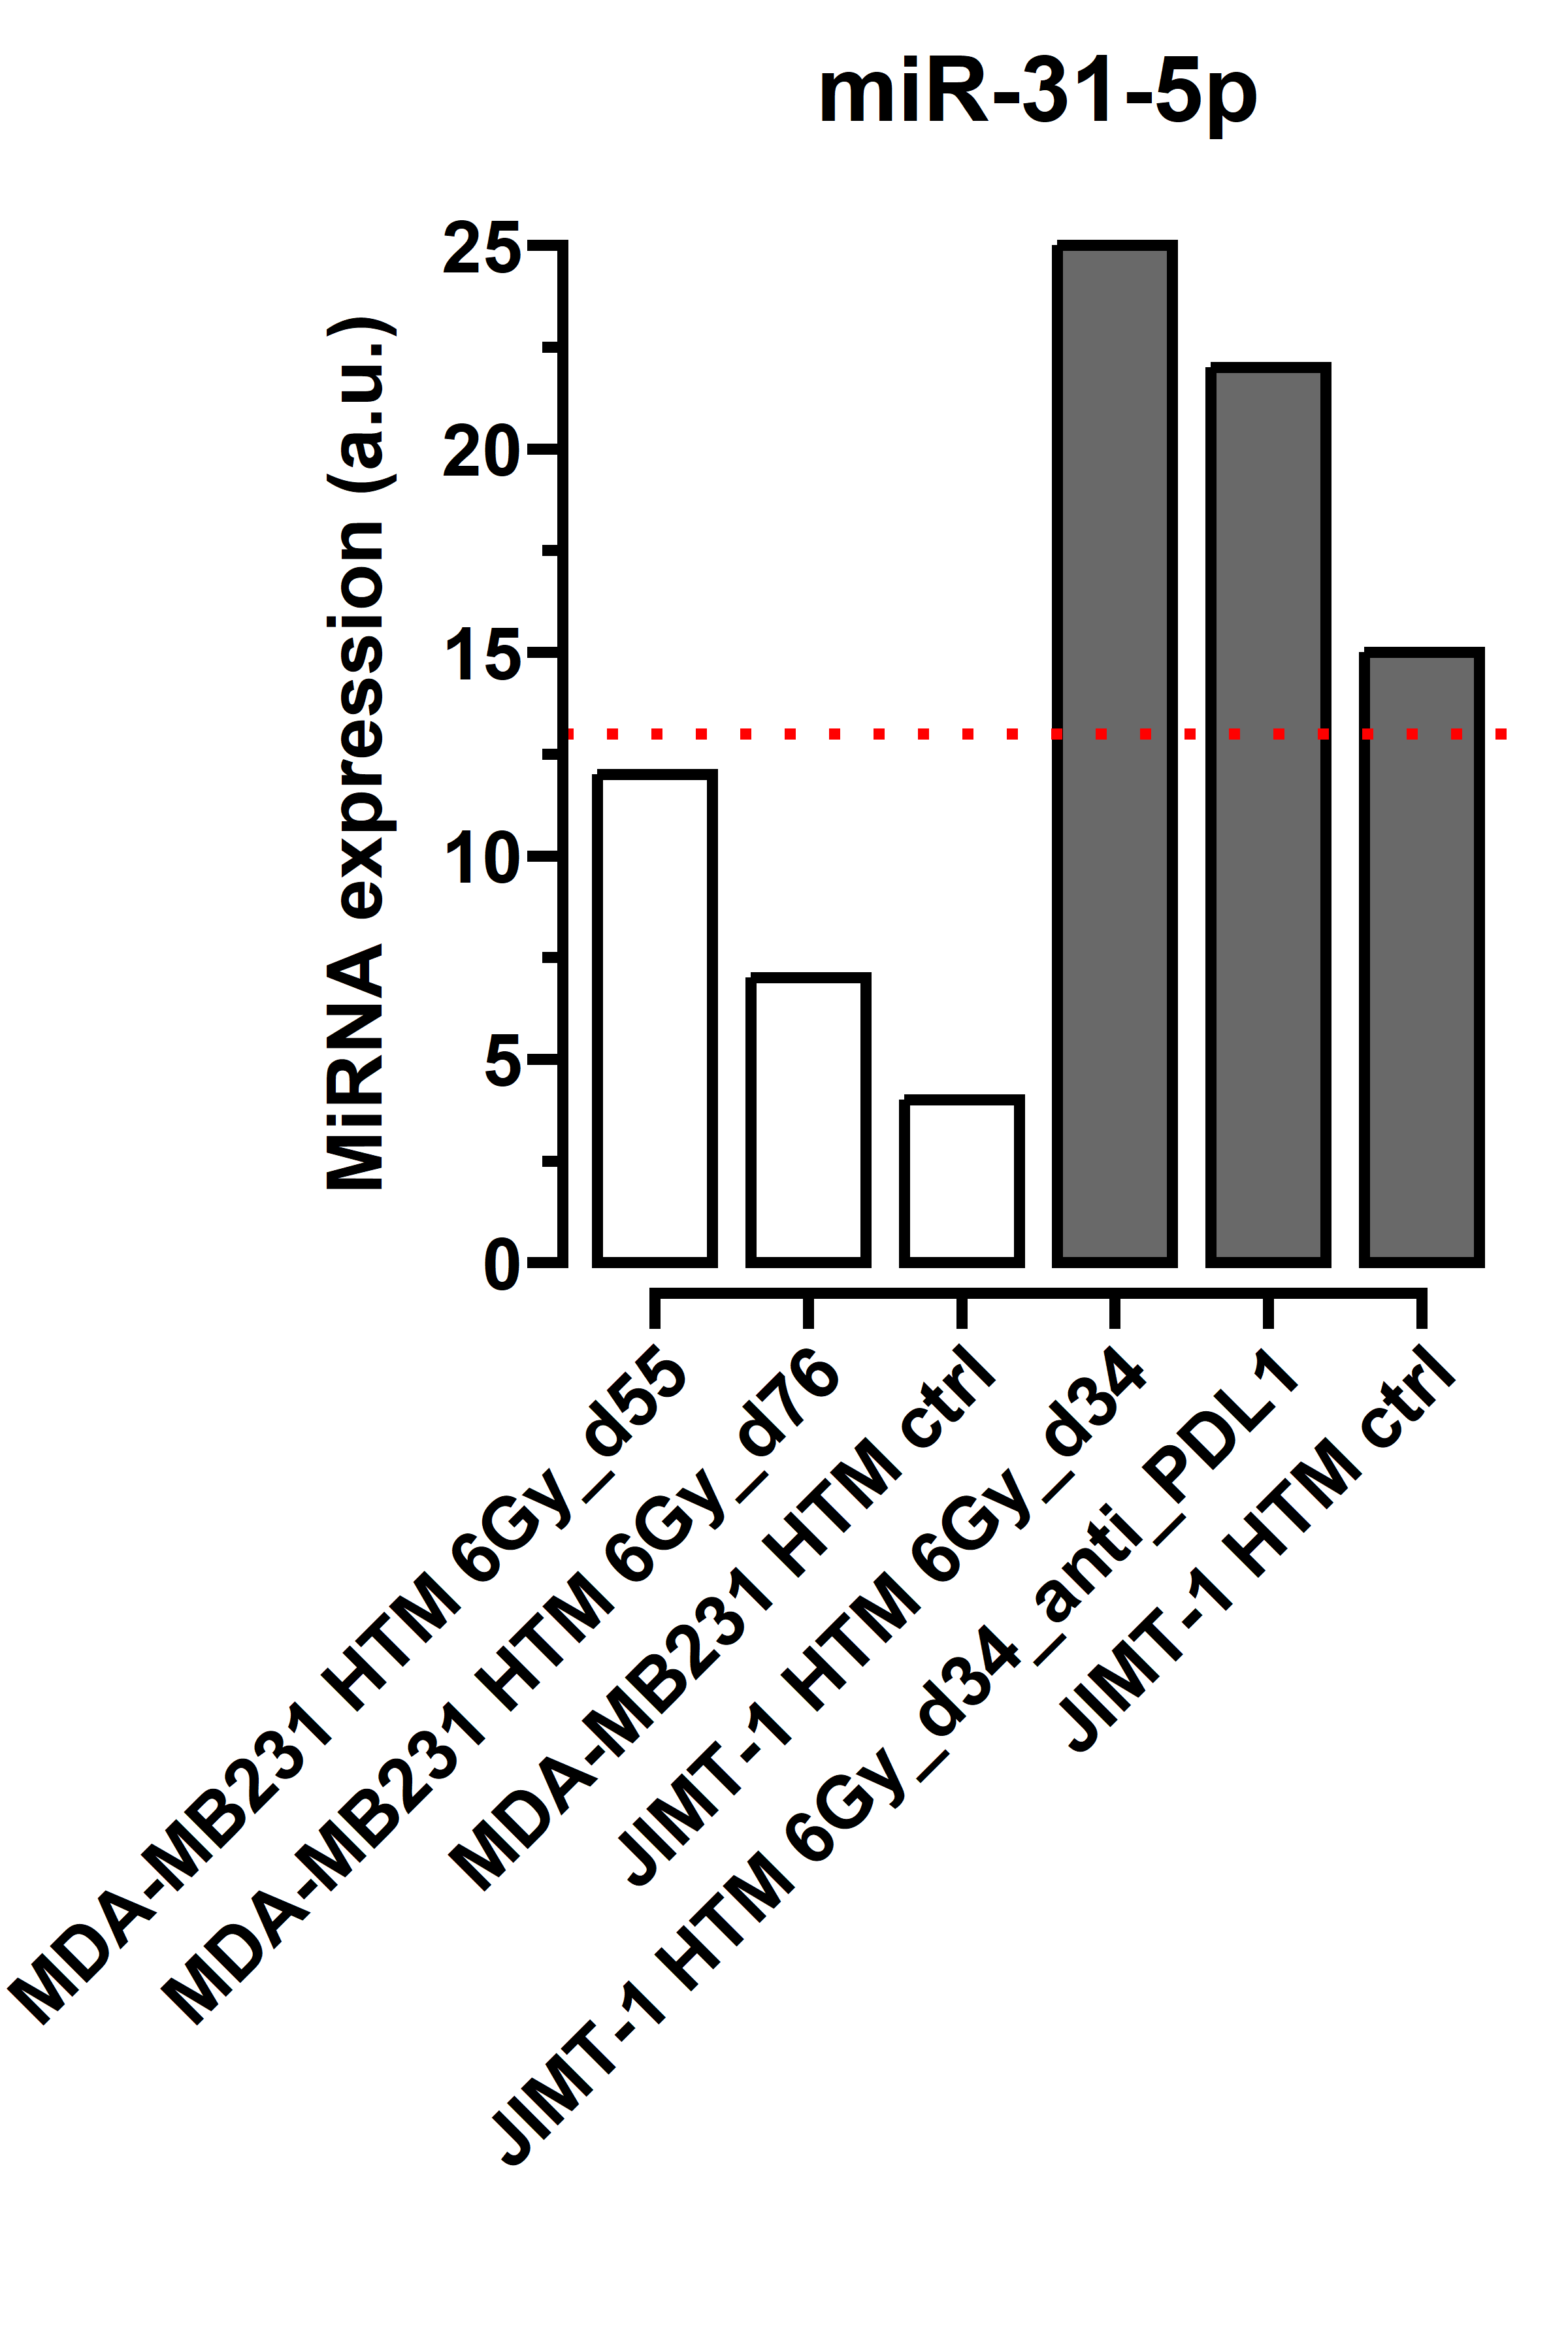 miR-31-5p
MiRNA expression (a.u.)
25
20
15
10
5
0
MDA-MB231 HTM 6Gy_d55
MDA-MB231 HTM 6Gy_d76
MDA-MB231 HTM ctrl
JIMT-1 HTM 6Gy_d34
JIMT-1 HTM 6Gy_d34_anti_PDL1
JIMT-1 HTM ctrl